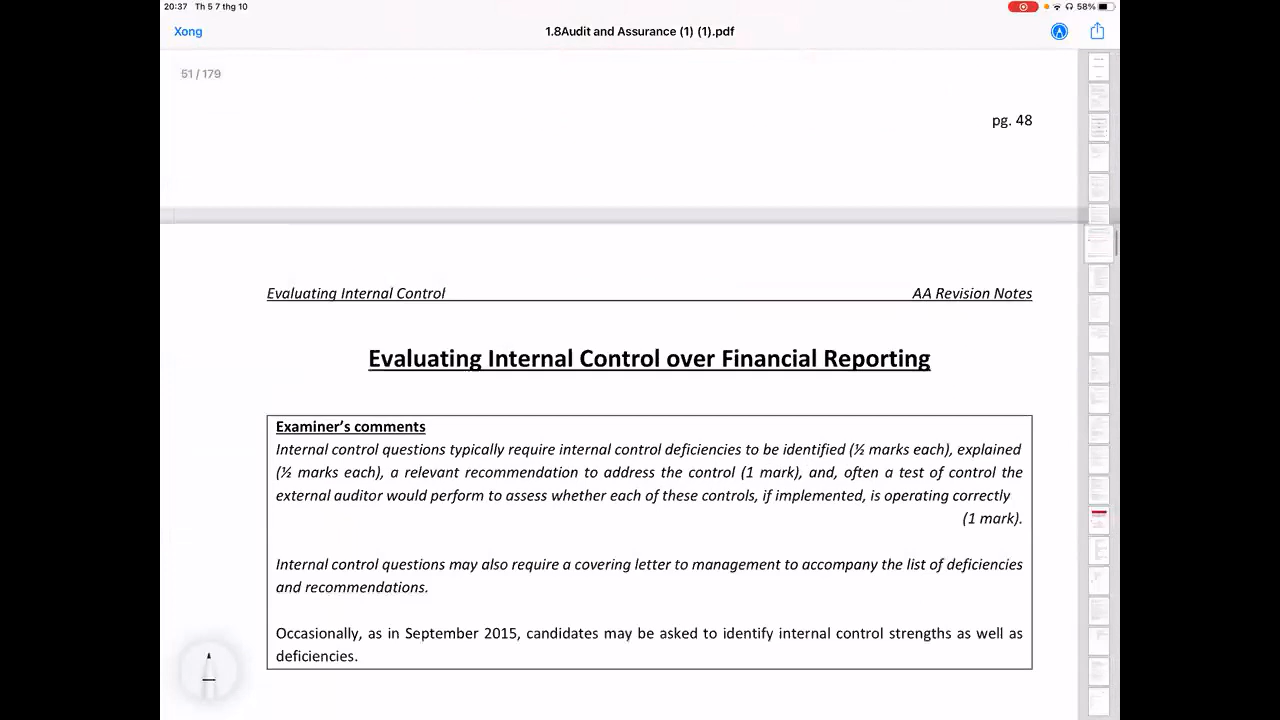 20:37 Th 5 7 thg 10
58%
Xong
1.8Audit and Assurance (1) (1).pdf
51 / 179
pg. 48
Evaluating Internal Control AA Revision Notes
Evaluating Internal Control over Financial Reporting
Examiner’s comments
Internal control questions typically require internal control deficiencies to be identified (½ marks each), explained
(½ marks each), a relevant recommendation to address the control (1 mark), and, often a test of control the
external auditor would perform to assess whether each of these controls, if implemented, is operating correctly
(1 mark).
Internal control questions may also require a covering letter to management to accompany the list of deficiencies
and recommendations.
Occasionally, as in September 2015, candidates may be asked to identify internal control strengths as well as
deficiencies.